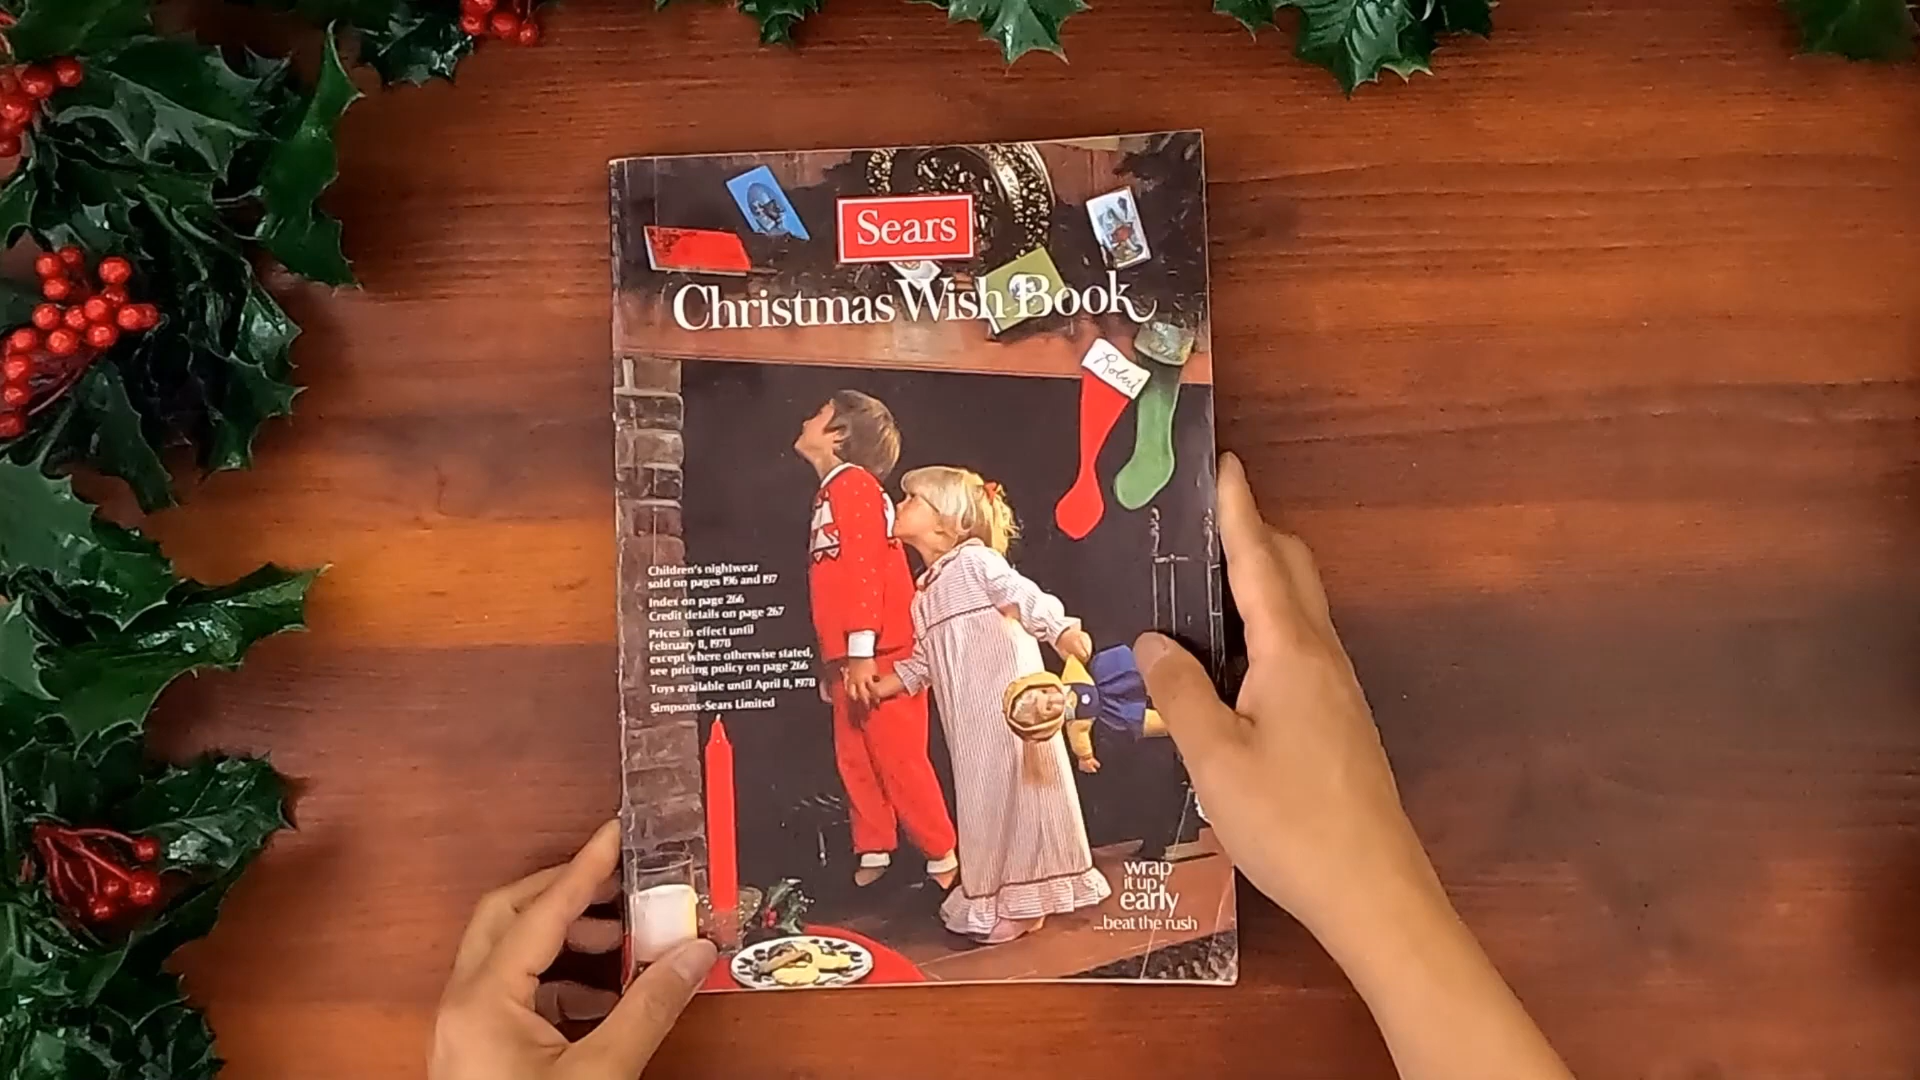 Sears
Christmas Wish Book
Robert
Children's nightwear
sold on pages 196 and 197
Index on page 266
Credit details on page 267
Prices in effect until
February 11, 1978
except where otherwise stated,
see pricing policy on page 266
Toys available until April 11, 1978
Simpsons-Sears Limited
wrap
it up
early
...beat the rush